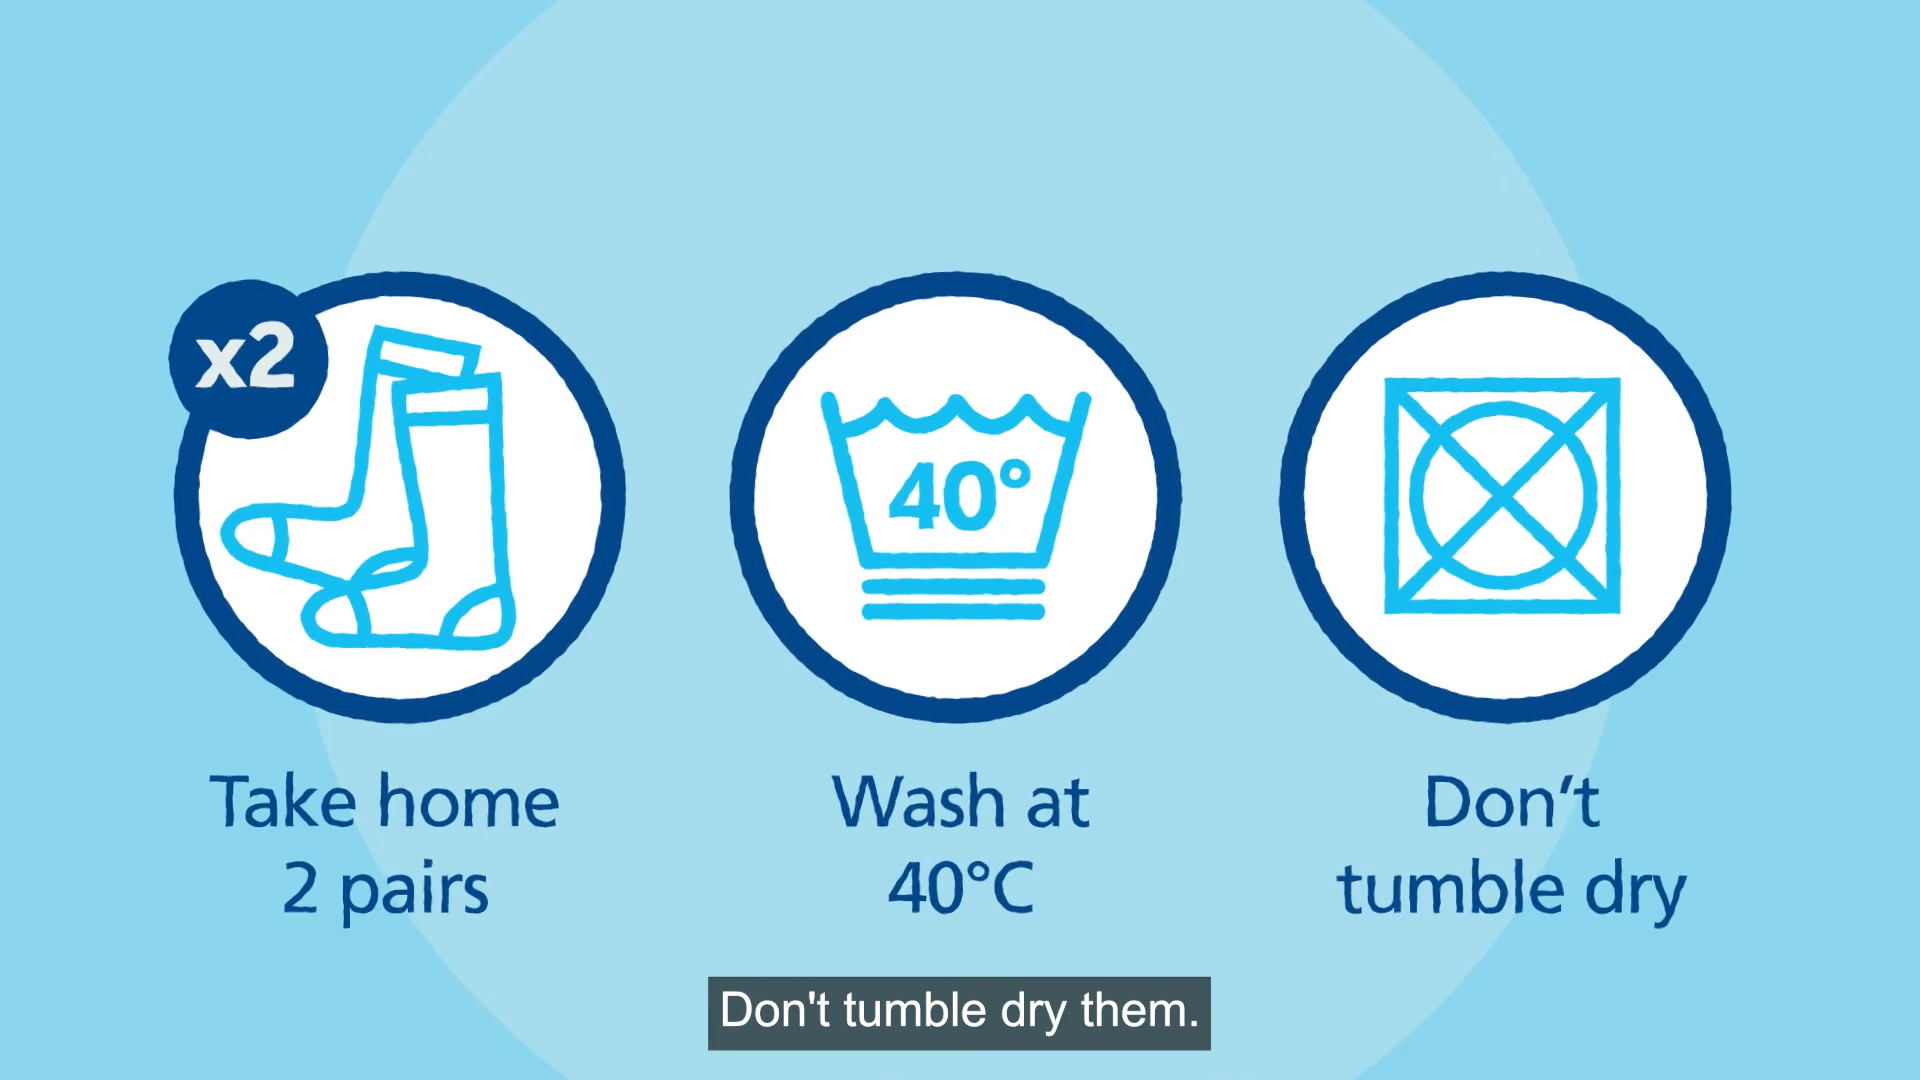 x2
40°
Take home
2 pairs
Wash at
40°C
Don't
tumble dry
Don't tumble dry them.